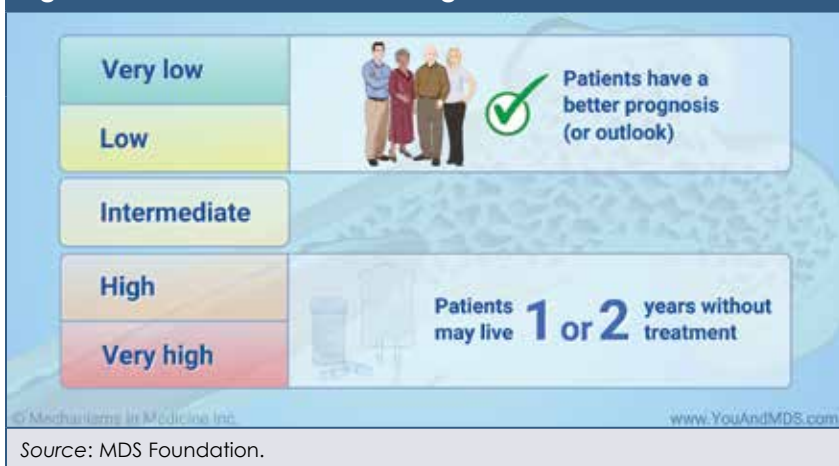 Very low
Patients have a
better prognosis
(or outlook)
Low
Intermediate
High
Patients
may live
1 or 2
years without
treatment
Very high
© Mechanisms in Medicine Inc.
www.YouAndMDS.com
Source: MDS Foundation.